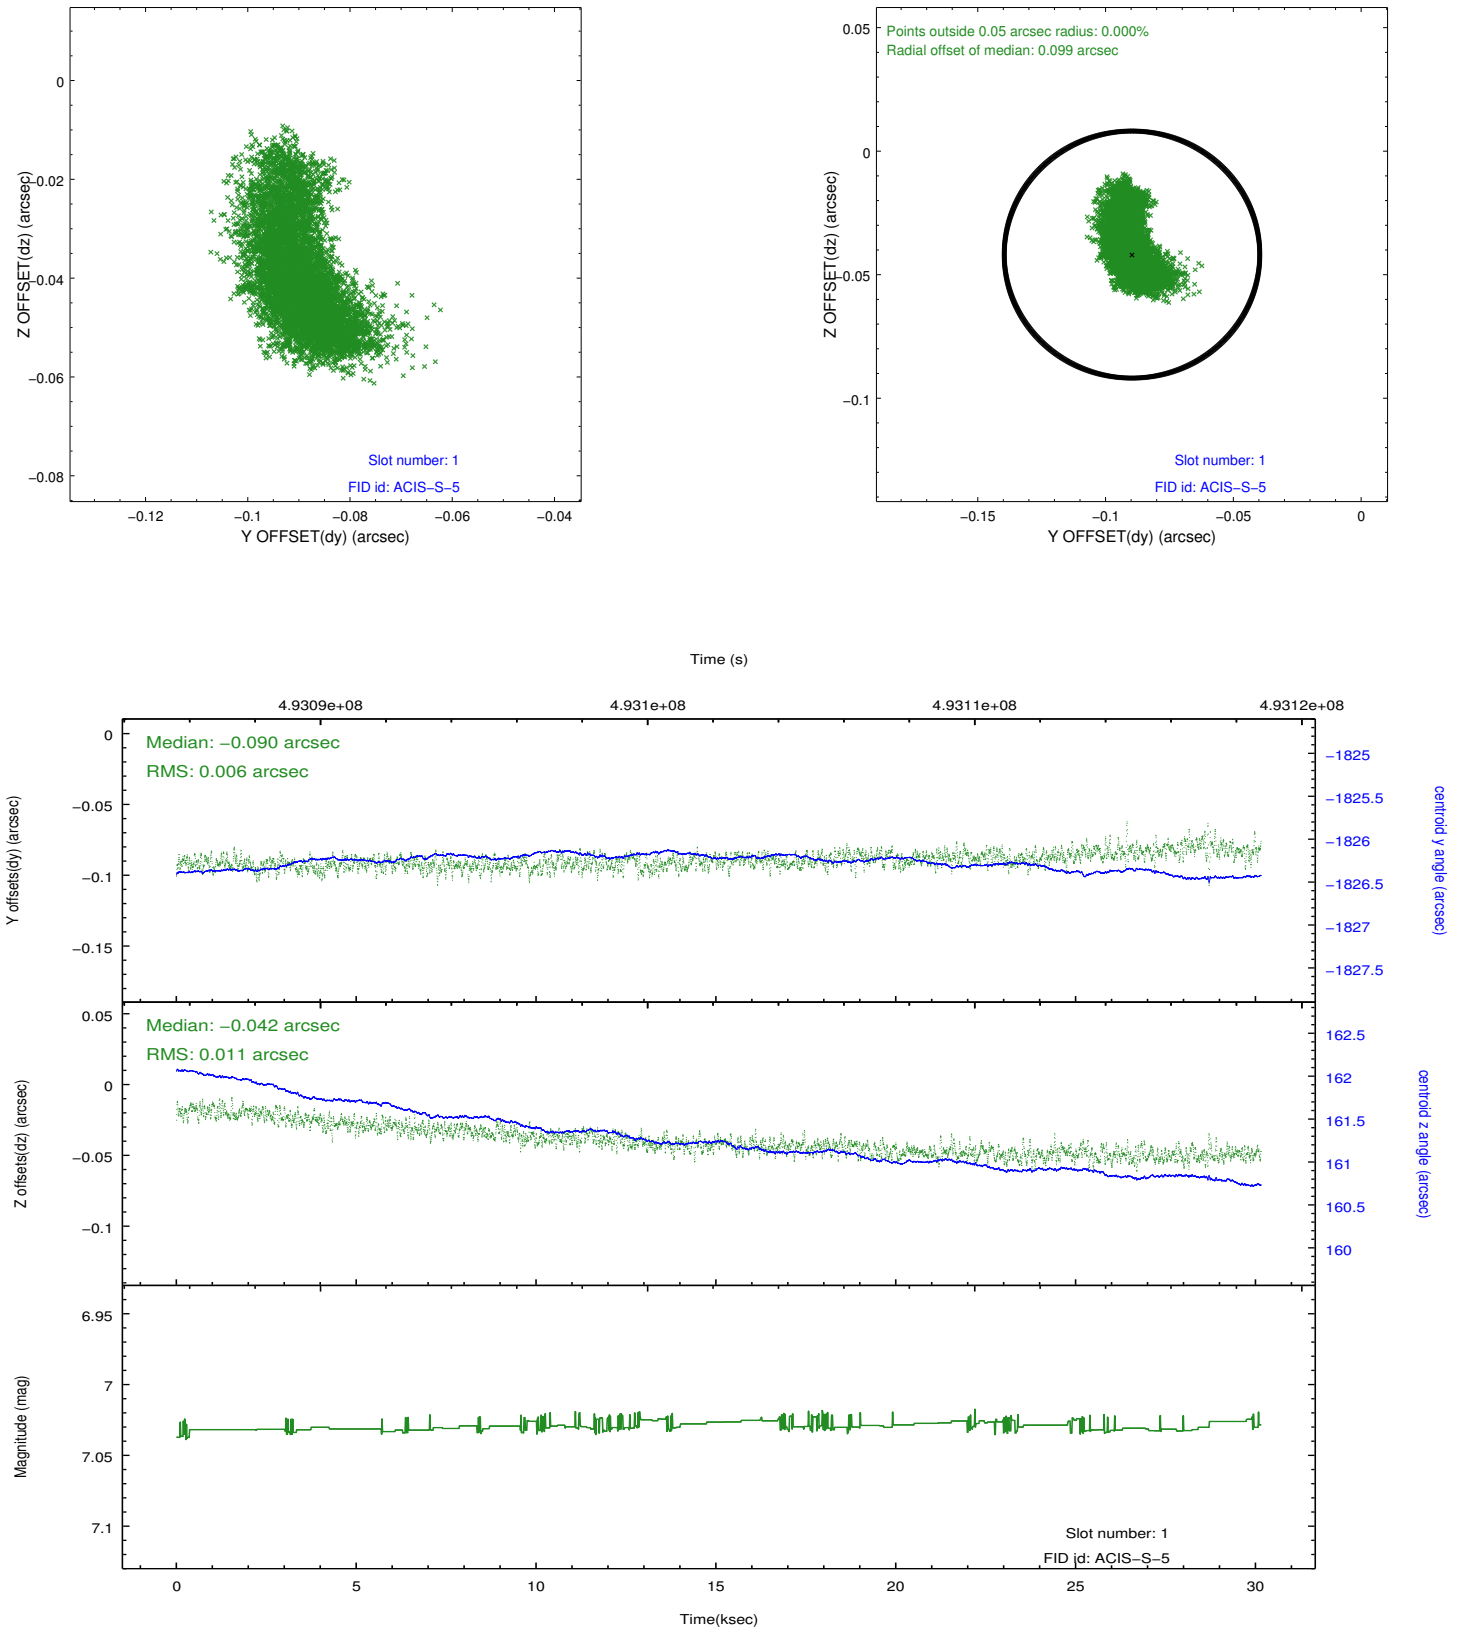 0
−0.02
−0.04
−0.06
−0.08
Z OFFSET(dz) (arcsec)
Slot number: 1
FID id: ACIS−S−5
−0.12
−0.1
−0.08
−0.06
−0.04
Y OFFSET(dy) (arcsec)
Points outside 0.05 arcsec radius: 0.000%
Radial offset of median: 0.099 arcsec
0.05
0
−0.05
−0.1
Z OFFSET(dz) (arcsec)
Slot number: 1
FID id: ACIS−S−5
−0.15
−0.1
−0.05
0
Y OFFSET(dy) (arcsec)
Time (s)
4.9309e+08
4.931e+08
4.9311e+08
4.9312e+08
Median: −0.090 arcsec
RMS: 0.006 arcsec
0
−0.05
−0.1
−0.15
Y offsets(dy) (arcsec)
−1825
−1825.5
−1826
−1826.5
−1827
−1827.5
centroid y angle (arcsec)
Median: −0.042 arcsec
RMS: 0.011 arcsec
0.05
0
−0.05
−0.1
Z offsets(dz) (arcsec)
162.5
162
161.5
161
160.5
160
centroid z angle (arcsec)
6.95
7
7.05
7.1
Magnitude (mag)
Slot number: 1
FID id: ACIS−S−5
0
5
10
15
20
25
30
Time(ksec)